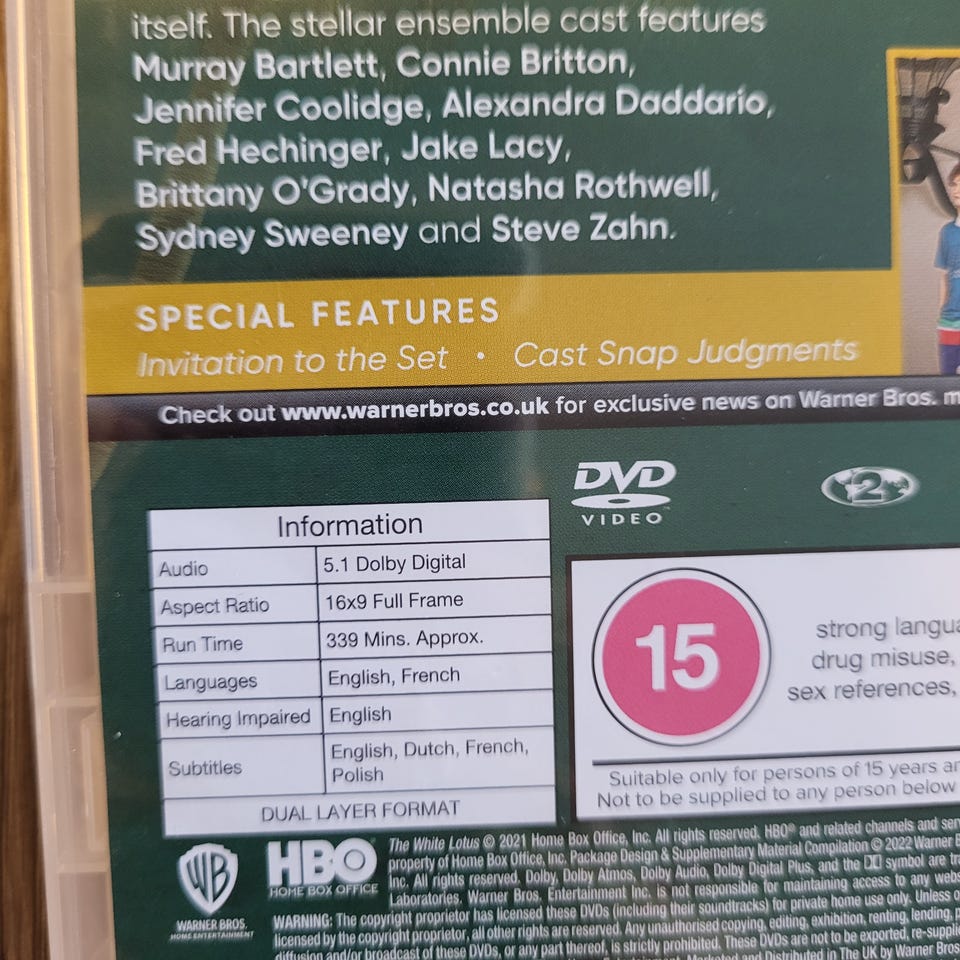 itself. The stellar ensemble cast features
Murray Bartlett, Connie Britton,
Jennifer Coolidge, Alexandra Daddario,
Fred Hechinger, Jake Lacy,
Brittany O'Grady, Natasha Rothwell,
Sydney Sweeney and Steve Zahn.
SPECIAL FEATURES
Invitation to the Set • Cast Snap Judgments
Check out www.warnerbros.co.uk for exclusive news on Warner Bros. m
DVD
VIDEO
2
Information
Audio 5.1 Dolby Digital
Aspect Ratio 16x9 Full Frame
Run Time 339 Mins. Approx.
Languages English, French
Hearing Impaired English
Subtitles English, Dutch, French,
Polish
DUAL LAYER FORMAT
15
strong langua
drug misuse,
sex references,
Suitable only for persons of 15 years an
Not to be supplied to any person below
WB
WARNER BROS.
HOME ENTERTAINMENT
HBO
HOME BOX OFFICE
The White Lotus © 2021 Home Box Office, Inc. All rights reserved. HBO® and related channels and ser
property of Home Box Office, Inc. Package Design & Supplementary Material Compilation © 2022 Warner B
Inc. All rights reserved. Dolby, Dolby Atmos, Dolby Audio, Dolby Digital Plus, and the symbol are tra
Laboratories. Warner Bros. Entertainment Inc. is not responsible for maintaining access to any webs
WARNING: The copyright proprietor has licensed these DVDs (including their soundtracks) for private home use only. Unless o
licensed by the copyright proprietor, all other rights are reserved. Any unauthorised copying, editing, exhibition, renting, lending, p
diffusion and/or broadcast of these DVDs, or any part thereof, is strictly prohibited. These DVDs are not to be exported, re-supplie
Marketed and Distributed in The UK by Warner Bros